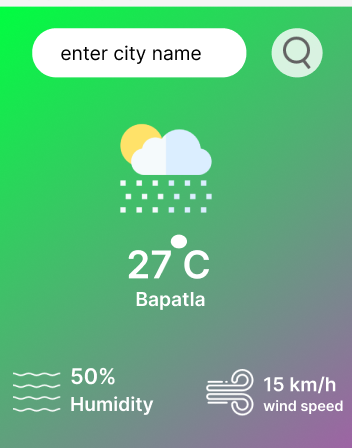 enter city name
27°C
Bapatla
50%
Humidity
15 km/h
wind speed